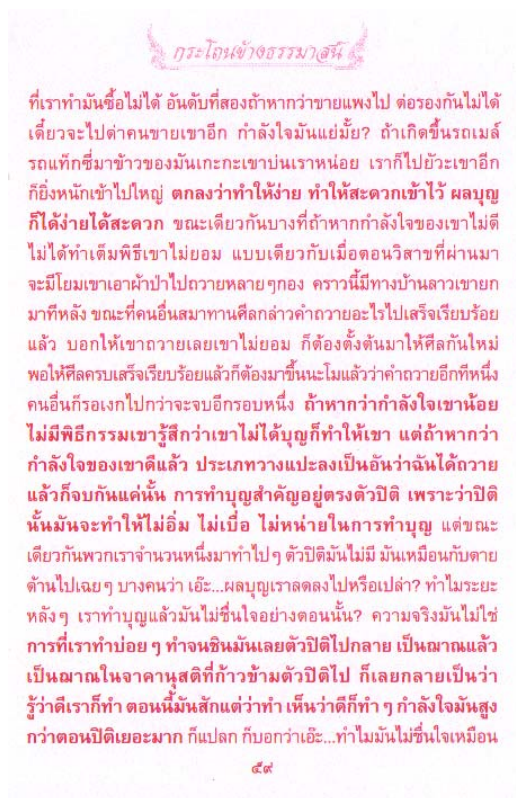 กระโถนข้างธรรมาสน์
ที่เราทำมันซื้อไม่ได้ อันดับที่สองถ้าหากว่าขายแพงไป ต่อรองกันไม่ได้
เดี๋ยวจะไปด่าคนขายเขาอีก กำลังใจมันแย่มั้ย? ถ้าเกิดขึ้นรถเมล์
รถแท็กซี่มาข้าวของมันเกะกะเขาบ่นเราหน่อย เราก็ไปยัวะเขาอีก
ก็ยิ่งหนักเข้าไปใหญ่ ตกลงว่าทำให้ง่าย ทำให้สะดวกเข้าไว้ ผลบุญ
ก็ได้ง่ายได้สะดวก ขณะเดียวกันบางทีถ้าหากกำลังใจของเขาไม่ดี
ไม่ได้ทำเต็มพิธีเขาไม่ยอม แบบเดียวกับเมื่อตอนวิสาขที่ผ่านมา
จะมีโยมเขาเอาผ้าป่าไปถวายหลายๆกอง คราวนี้มีทางบ้านลาวเขายก
มาทีหลัง ขณะที่คนอื่นสมาทานศีลกล่าวคำถวายอะไรไปเสร็จเรียบร้อย
แล้ว บอกให้เขาถวายเลยเขาไม่ยอม ก็ต้องตั้งต้นมาให้ศีลกันใหม่
พอให้ศีลครบเสร็จเรียบร้อยแล้วก็ต้องมาขึ้นนะโมแล้วว่าคำถวายอีกทีหนึ่ง
คนอื่นก็รอเงกไปกว่าจะจบอีกรอบหนึ่ง ถ้าหากว่ากำลังใจเขาน้อย
ไม่มีพิธีกรรมเขารู้สึกว่าเขาไม่ได้บุญก็ทำให้เขา แต่ถ้าหากว่า
กำลังใจของเขาดีแล้ว ประเภทวางแปะลงเป็นอันว่าฉันได้ถวาย
แล้วก็จบกันแค่นั้น การทำบุญสำคัญอยู่ตรงตัวปิติ เพราะว่าปิติ
นั้นมันจะทำให้ไม่อิ่ม ไม่เบื่อ ไม่หน่ายในการทำบุญ แต่ขณะ
เดียวกันพวกเราจำนวนหนึ่งมาทำไปๆ ตัวปิติมันไม่มี มันเหมือนกับตาย
ด้านไปเฉยๆ บางคนว่า เอ๊ะ...ผลบุญเราลดลงไปหรือเปล่า? ทำไมระยะ
หลังๆ เราทำบุญแล้วมันไม่ชื่นใจอย่างตอนนั้น? ความจริงมันไม่ใช่
การที่เราทำบ่อยๆ ทำจนชินมันเลยตัวปิติไปกลาย เป็นฌาณแล้ว
เป็นฌาณในจาคานุสติที่ก้าวข้ามตัวปิติไป ก็เลยกลายเป็นว่า
รู้ว่าดีเราก็ทำ ตอนนี้มันสักแต่ว่าทำ เห็นว่าดีก็ทำๆ กำลังใจมันสูง
กว่าตอนปิติเยอะมาก ก็แปลก ก็บอกว่าเอ๊ะ...ทำไมมันไม่ชื่นใจเหมือน
๕๙